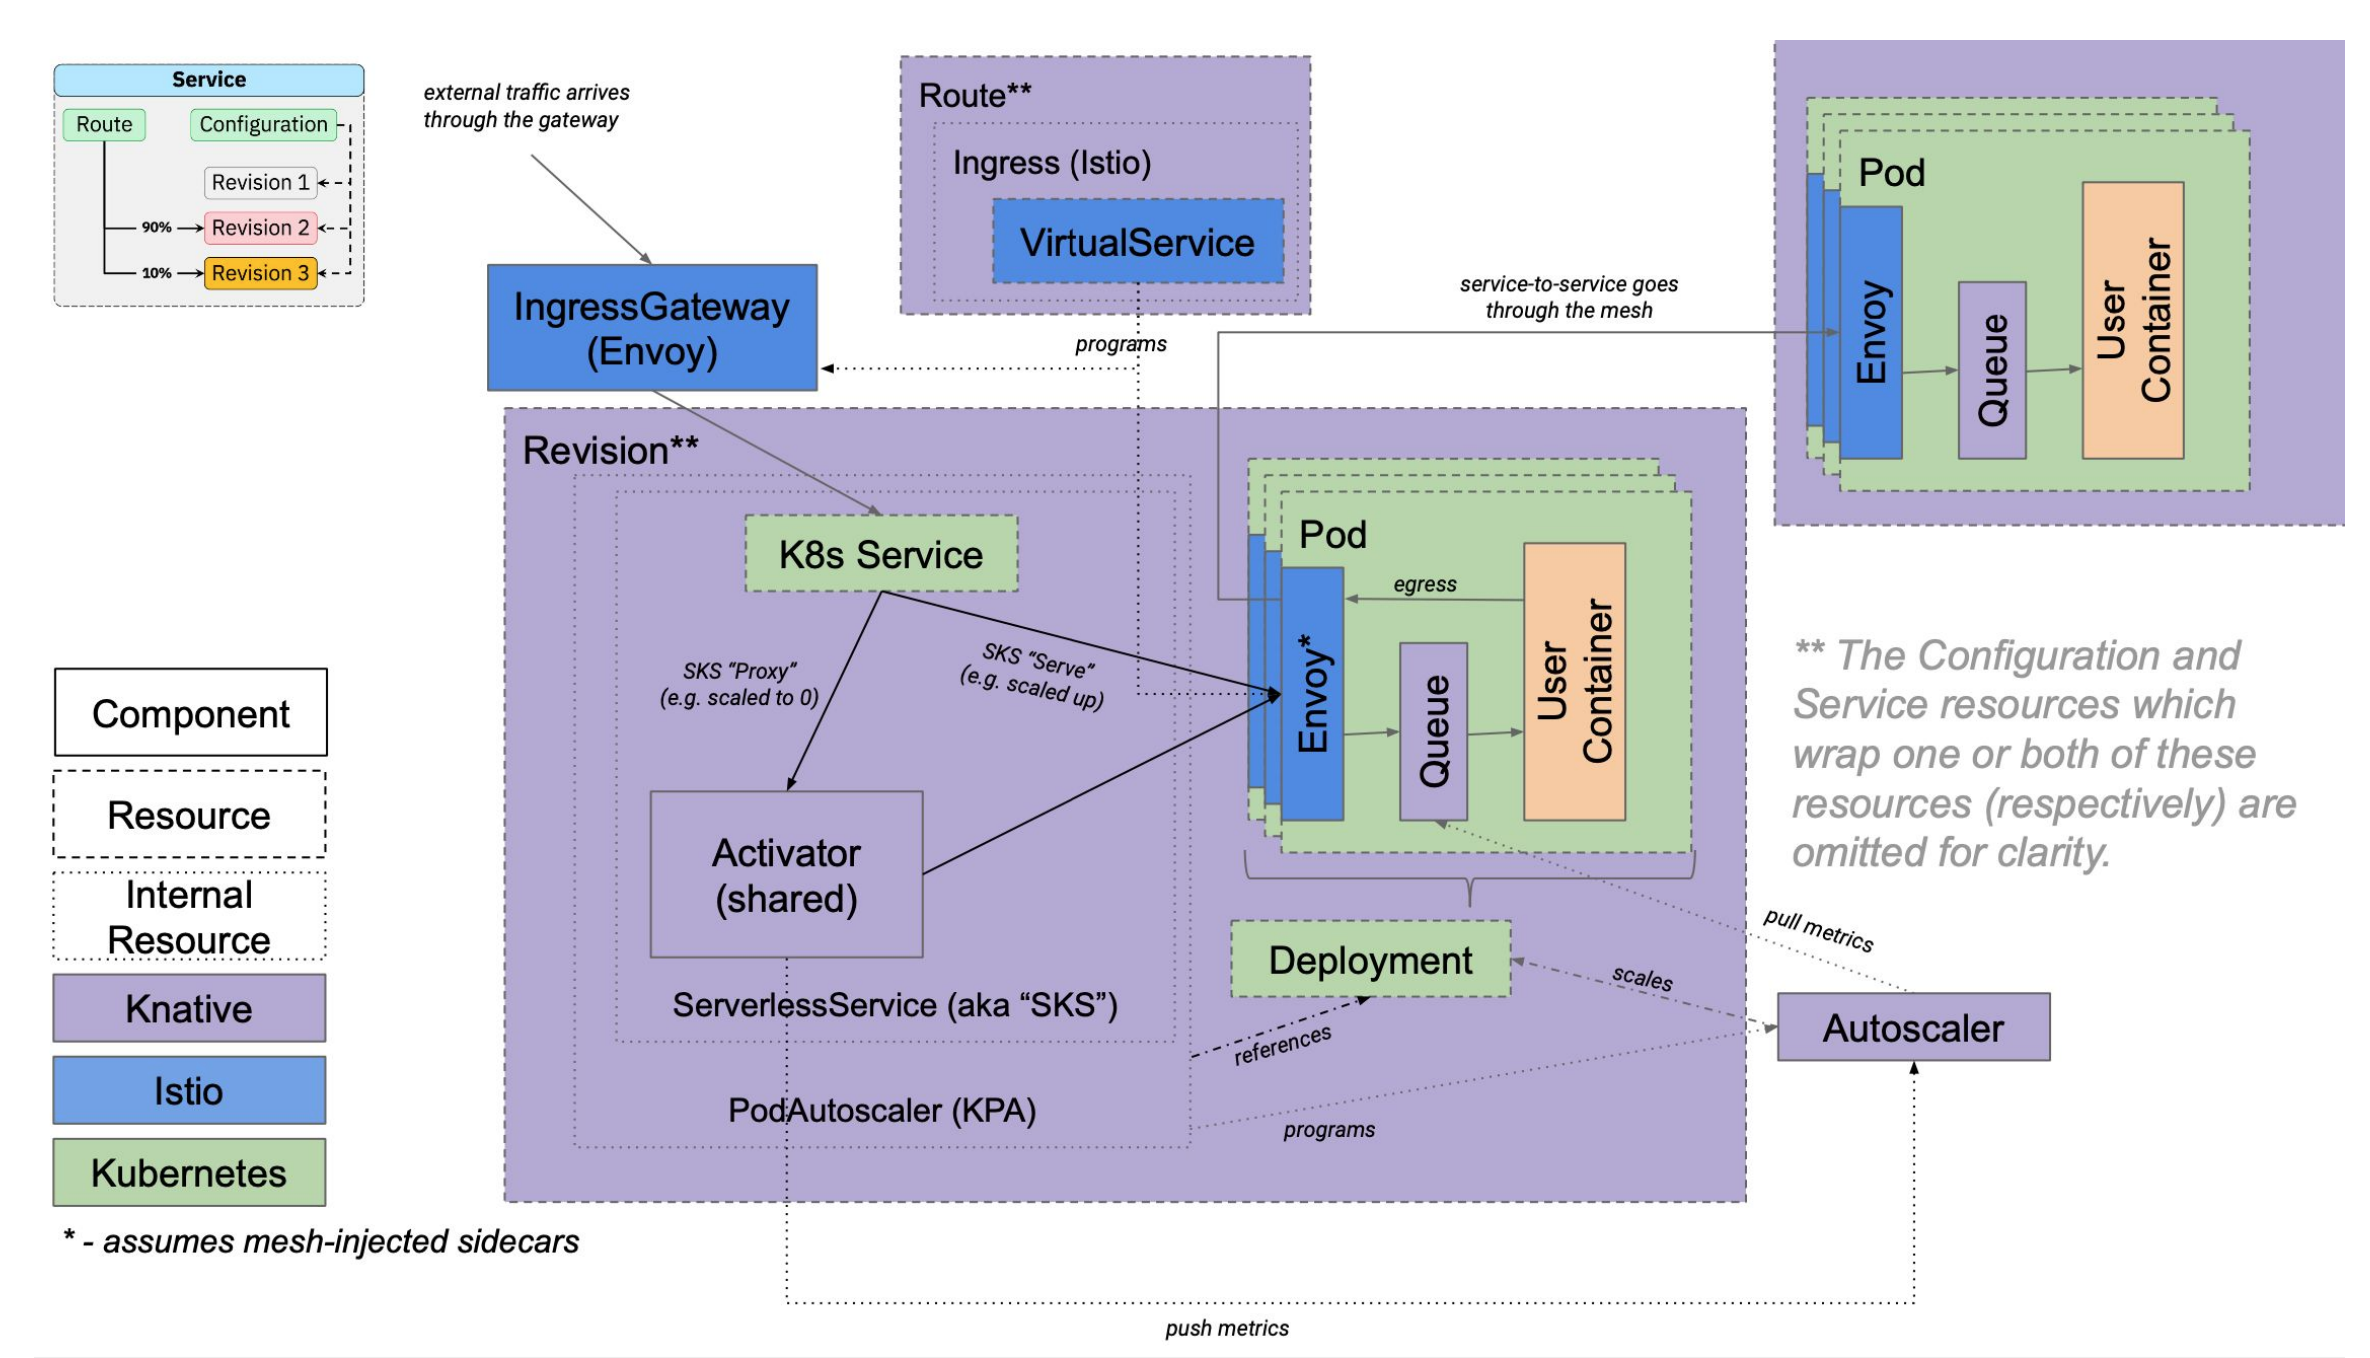 Service
Route
Configuration
Revision 1
90%
Revision 2
10%
Revision 3
external traffic arrives
through the gateway
IngressGateway
(Envoy)
Route**
Ingress (Istio)
VirtualService
programs
service-to-service goes
through the mesh
Pod
Envoy
Queue
User
Container
Revision**
K8s Service
SKS “Proxy”
(e.g. scaled to 0)
SKS “Serve”
(e.g. scaled up)
Activator
(shared)
ServerlessService (aka “SKS”)
PodAutoscaler (KPA)
Pod
egress
Envoy*
Queue
User
Container
Deployment
references
scales
pull metrics
programs
Autoscaler
push metrics
** The Configuration and
Service resources which
wrap one or both of these
resources (respectively) are
omitted for clarity.
Component
Resource
Internal
Resource
Knative
Istio
Kubernetes
* - assumes mesh-injected sidecars